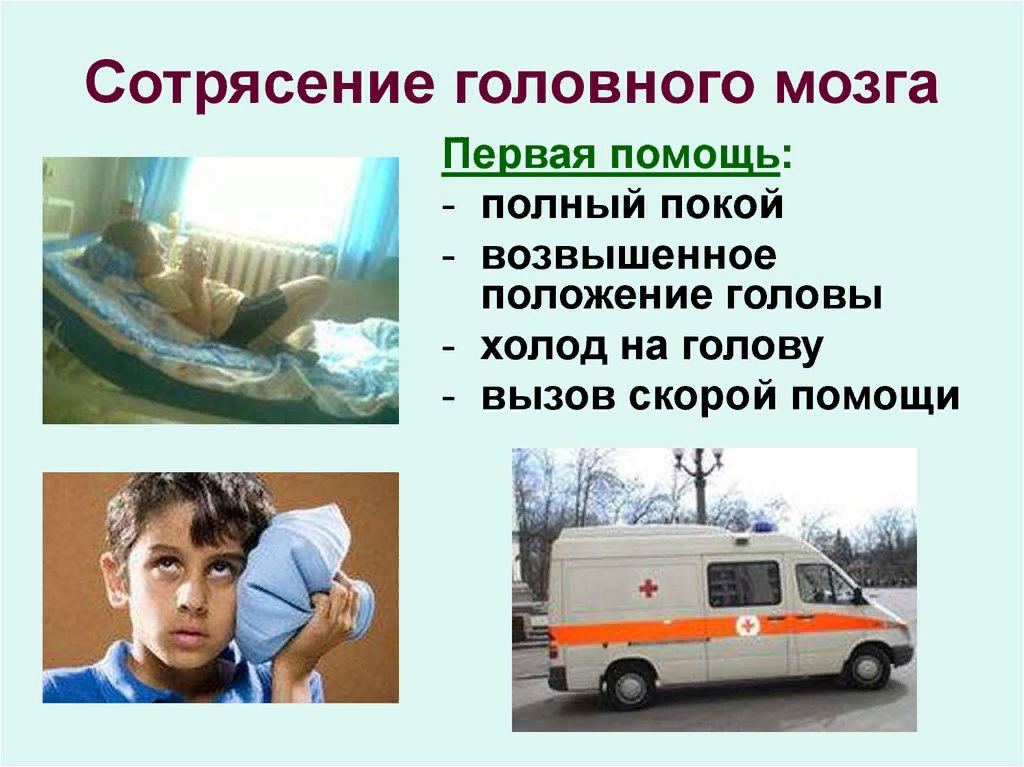 Сотрясение головного мозга
Первая помощь:
- полный покой
- возвышенное
положение головы
- холод на голову
- вызов скорой помощи